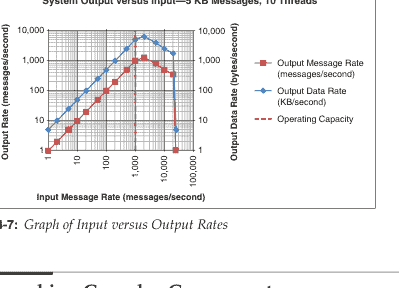 System Output versus Input—5 KB Messages, 10 Threads
Output Rate (messages/second)
10,000
1,000
100
10
1
10,000
1,000
100
10
1
Output Data Rate (bytes/second)
1
10
100
1,000
10,000
100,000
Input Message Rate (messages/second)
Output Message Rate
(messages/second)
Output Data Rate
(KB/second)
Operating Capacity
4-7: Graph of Input versus Output Rates